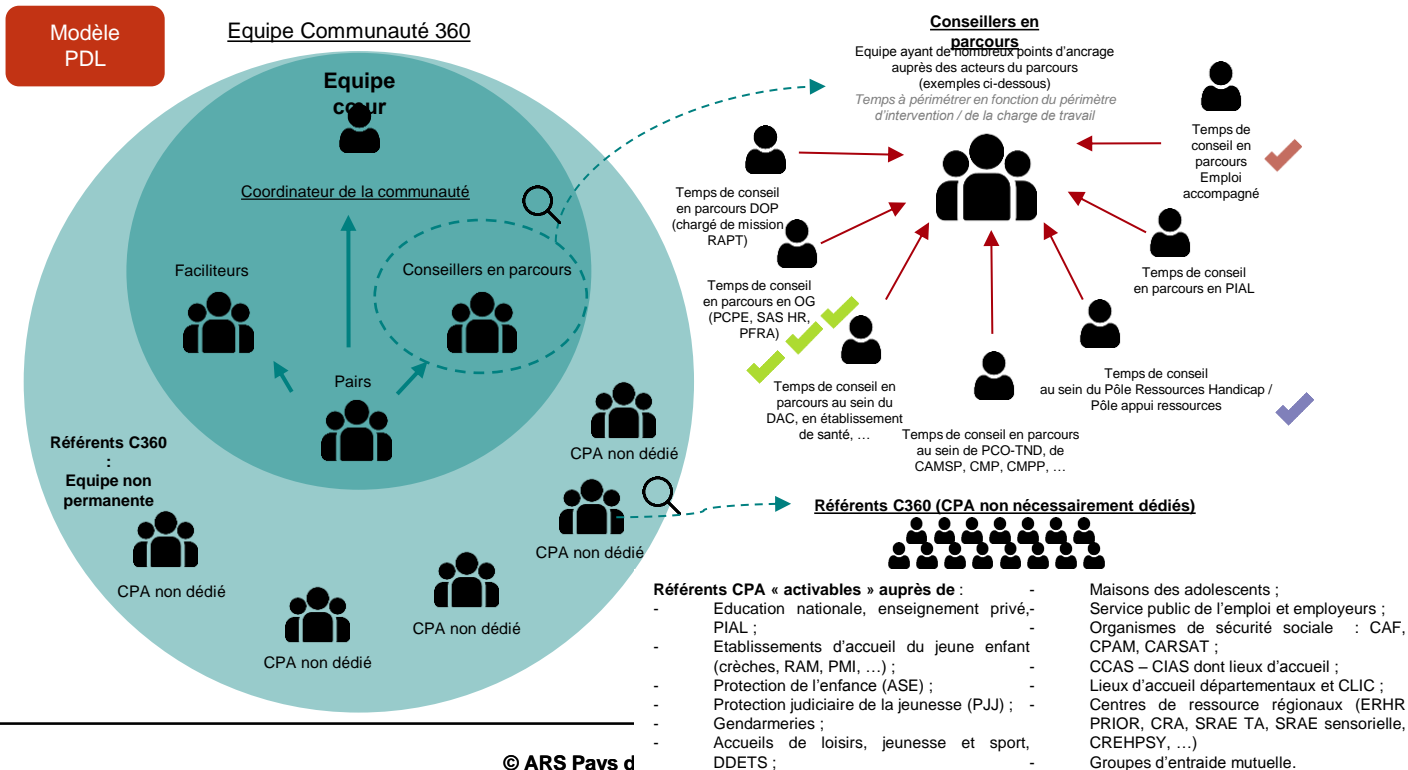 Modèle
PDL
Equipe Communauté 360
Equipe
cœur
Coordinateur de la communauté
Faciliteurs
Conseillers en parcours
Pairs
Référents C360
:
Equipe non
permanente
CPA non dédié
CPA non dédié
CPA non dédié
CPA non dédié
CPA non dédié
Conseillers en
parcours
Equipe ayant de nombreux points d'ancrage
auprès des acteurs du parcours
(exemples ci-dessous)
Temps à périmétrer en fonction du périmètre
d'intervention / de la charge de travail
Temps de conseil
en parcours DOP
(chargé de mission
RAPT)
Temps de conseil
en parcours en OG
(PCPE, SAS HR,
PFRA)
Temps de conseil en
parcours au sein du
DAC, en établissement
de santé, …
Temps de conseil en parcours
au sein de PCO-TND, de
CAMSP, CMP, CMPP, …
Temps de conseil
au sein du Pôle Ressources Handicap /
Pôle appui ressources
Temps de conseil
en parcours en PIAL
Temps de
conseil en
parcours
Emploi
accompagné
Référents C360 (CPA non nécessairement dédiés)
Référents CPA « activables » auprès de :
- Education nationale, enseignement privé,
PIAL ;
- Etablissements d'accueil du jeune enfant
(crèches, RAM, PMI, …) ;
- Protection de l'enfance (ASE) ;
- Protection judiciaire de la jeunesse (PJJ) ;
- Gendarmeries ;
- Accueils de loisirs, jeunesse et sport,
DDETS ;
- Maisons des adolescents ;
- Service public de l'emploi et employeurs ;
- Organismes de sécurité sociale : CAF,
CPAM, CARSAT ;
- CCAS – CIAS dont lieux d'accueil ;
- Lieux d'accueil départementaux et CLIC ;
- Centres de ressource régionaux (ERHR
PRIOR, CRA, SRAE TA, SRAE sensorielle,
CREHPSY, …)
- Groupes d'entraide mutuelle.
© ARS Pays d